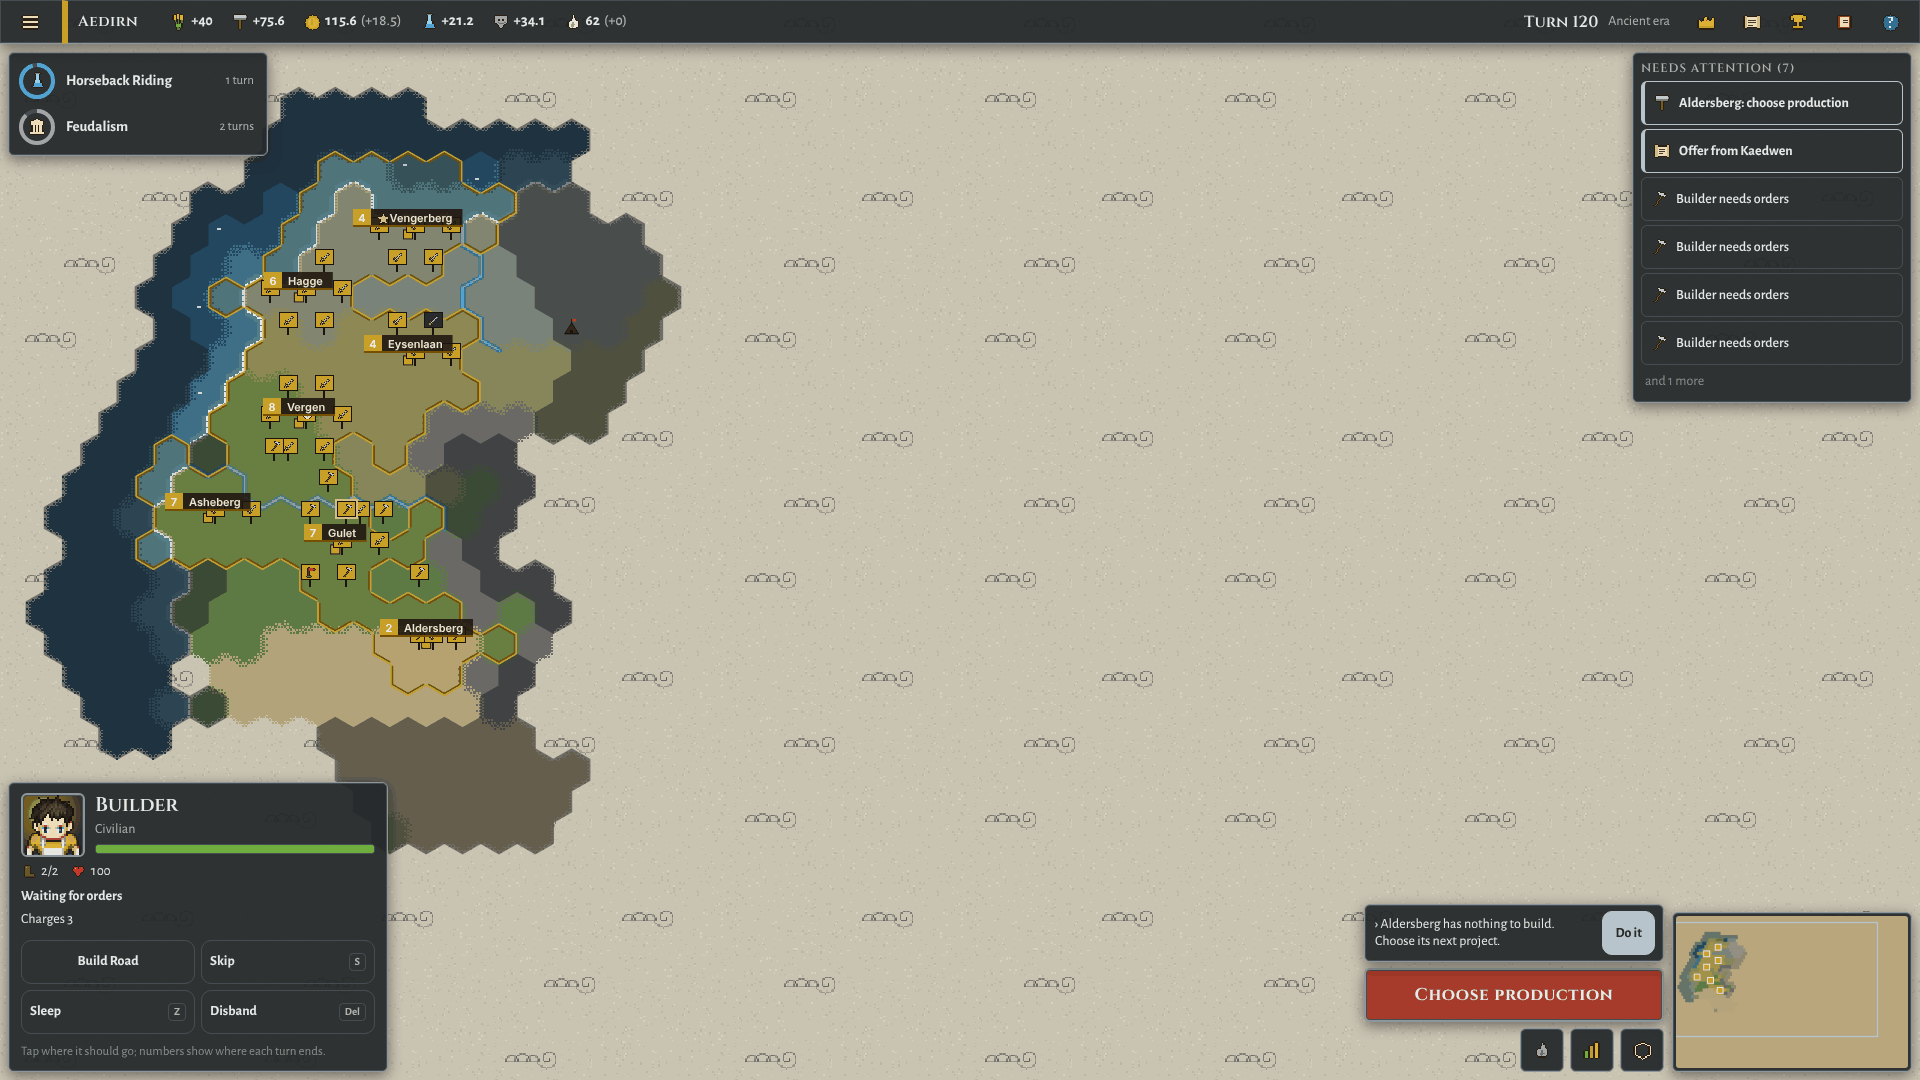 Aedirn
+40
+75.6
115.6 (+18.5)
+21.2
+34.1
62 (+0)
Turn 120
Ancient era
Horseback Riding
1 turn
Feudalism
2 turns
Needs attention (7)
Aldersberg: choose production
Offer from Kaedwen
Builder needs orders
Builder needs orders
Builder needs orders
Builder needs orders
and 1 more
4 Vengerberg
6 Hagge
4 Eysenlaan
8 Vergen
7 Asheberg
7 Gulet
2 Aldersberg
Builder
Civilian
2/2
100
Waiting for orders
Charges 3
Build Road
Skip
S
Sleep
Z
Disband
Del
Tap where it should go; numbers show where each turn ends.
› Aldersberg has nothing to build.
Choose its next project.
Do it
Choose production